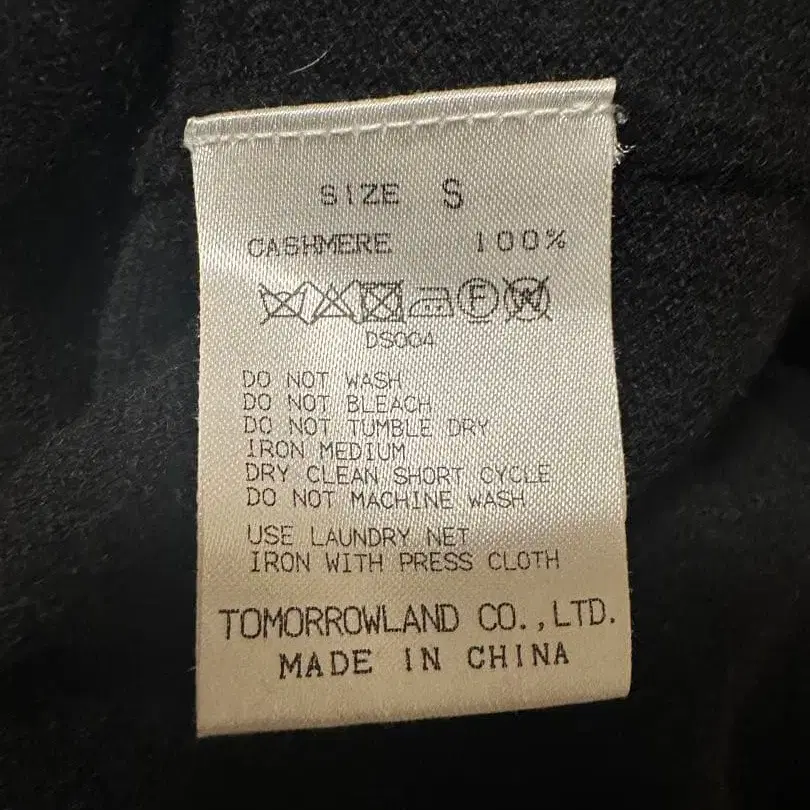 SIZE S
CASHMERE 100%
F W
DS004
DO NOT WASH
DO NOT BLEACH
DO NOT TUMBLE DRY
IRON MEDIUM
DRY CLEAN SHORT CYCLE
DO NOT MACHINE WASH
USE LAUNDRY NET
IRON WITH PRESS CLOTH
TOMORROWLAND CO.,LTD.
MADE IN CHINA